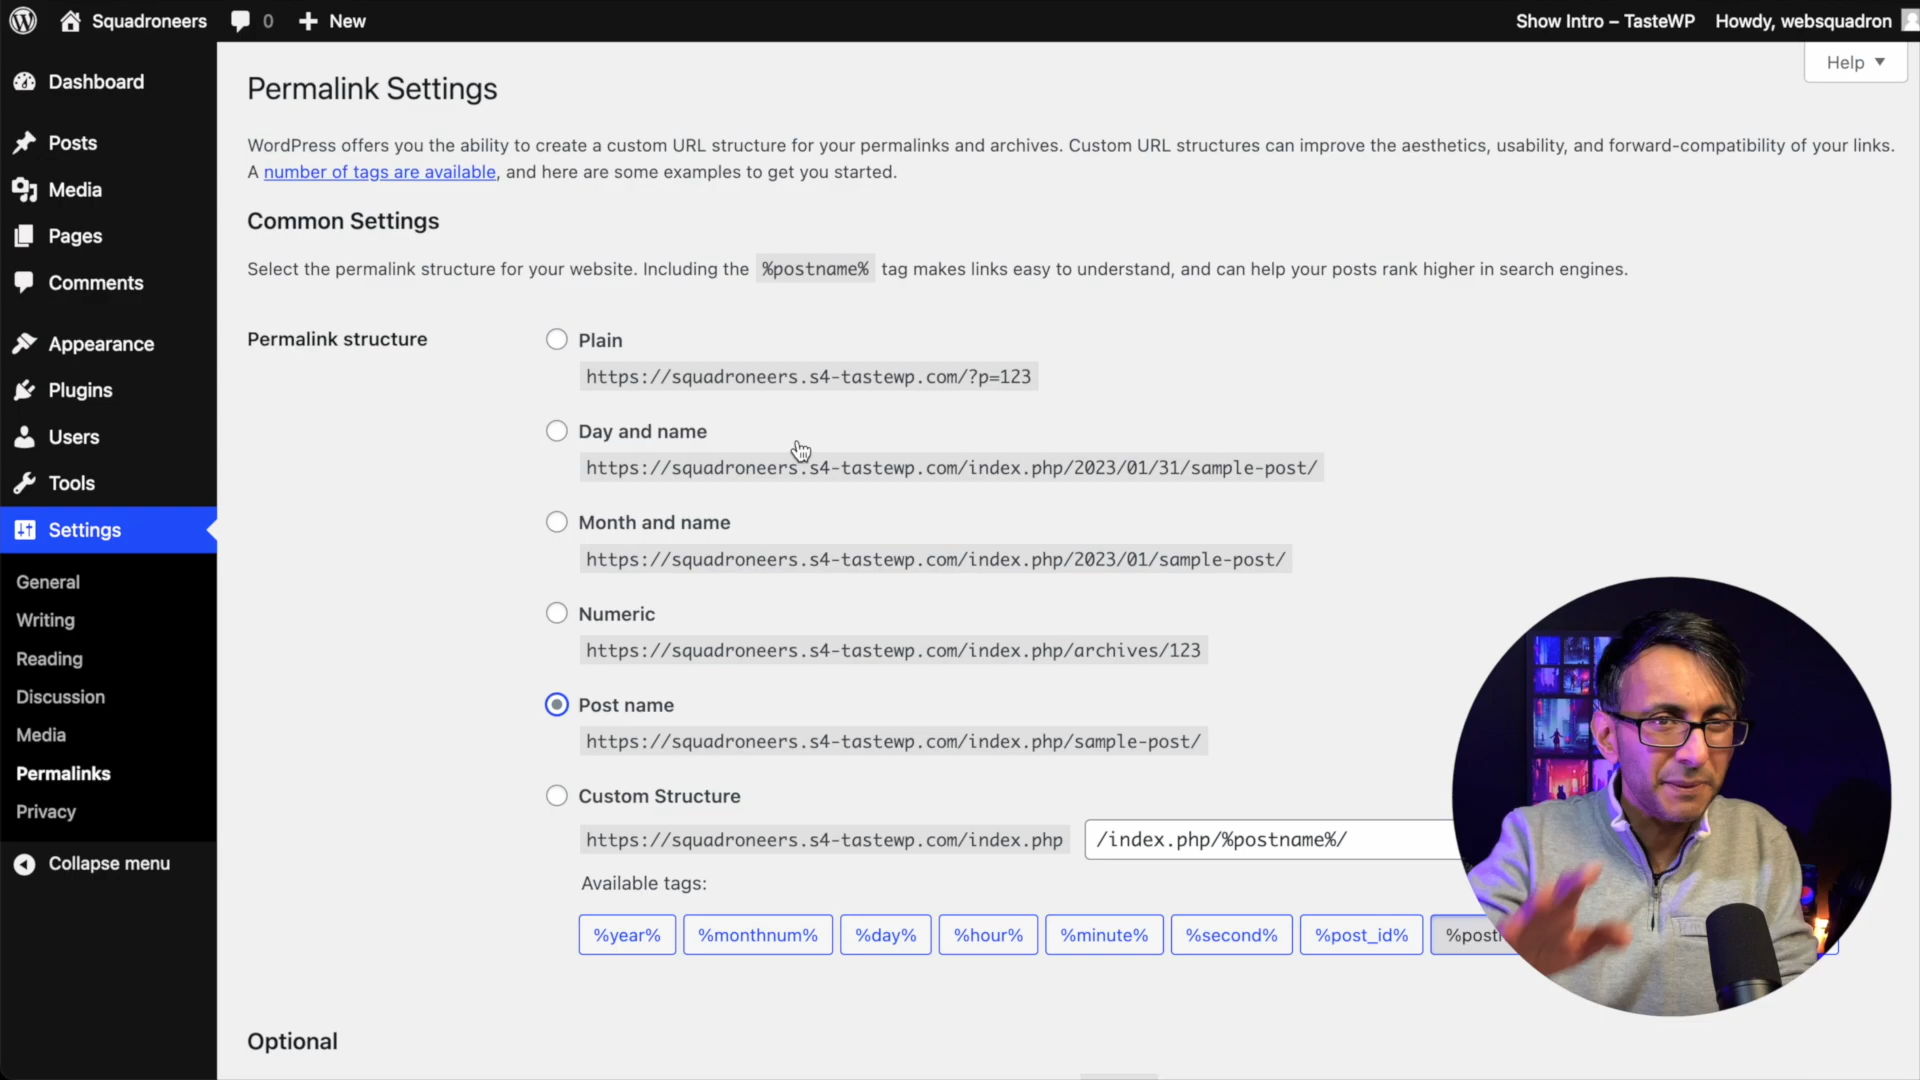 Squadroneers
0
New
Show Intro – TasteWP
Howdy, websquadron
Help
Dashboard
Posts
Media
Pages
Comments
Appearance
Plugins
Users
Tools
Settings
General
Writing
Reading
Discussion
Media
Permalinks
Privacy
Collapse menu
Permalink Settings
WordPress offers you the ability to create a custom URL structure for your permalinks and archives. Custom URL structures can improve the aesthetics, usability, and forward-compatibility of your links.
A number of tags are available, and here are some examples to get you started.
Common Settings
Select the permalink structure for your website. Including the %postname% tag makes links easy to understand, and can help your posts rank higher in search engines.
Permalink structure
Plain
https://squadroneers.s4-tastewp.com/?p=123
Day and name
https://squadroneers.s4-tastewp.com/index.php/2023/01/31/sample-post/
Month and name
https://squadroneers.s4-tastewp.com/index.php/2023/01/sample-post/
Numeric
https://squadroneers.s4-tastewp.com/index.php/archives/123
Post name
https://squadroneers.s4-tastewp.com/index.php/sample-post/
Custom Structure
https://squadroneers.s4-tastewp.com/index.php
/index.php/%postname%/
Available tags:
%year%
%monthnum%
%day%
%hour%
%minute%
%second%
%post_id%
Optional